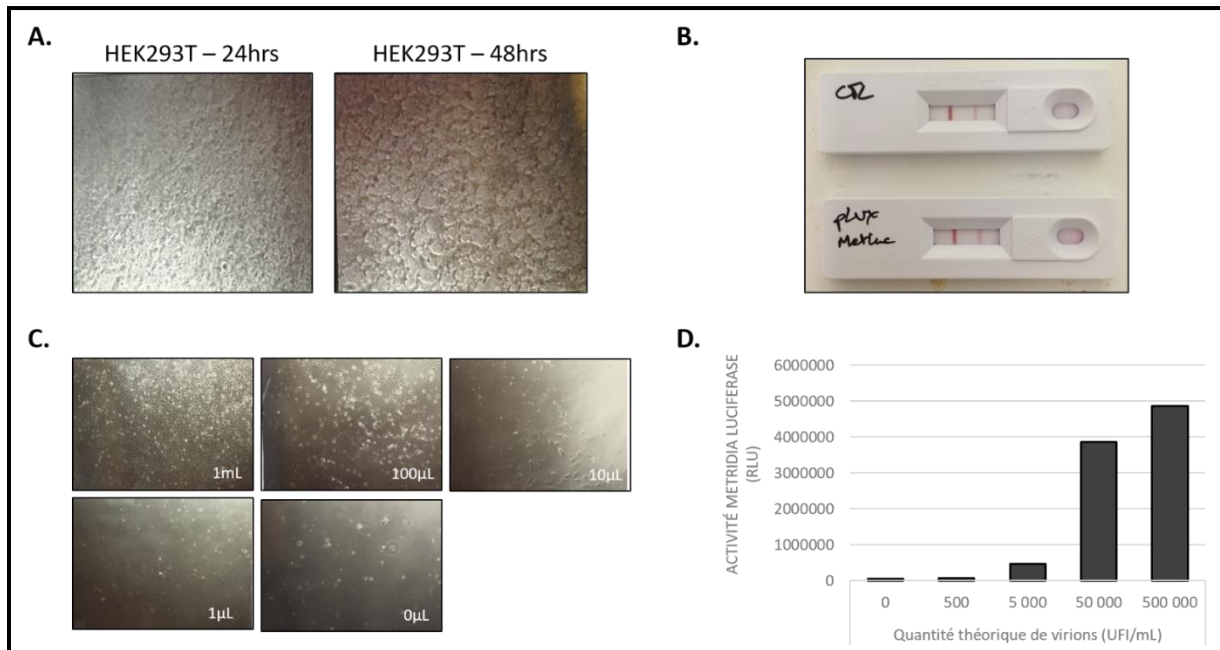 A.
HEK293T – 24hrs
HEK293T – 48hrs
B.
CTL
pLVX
MetLuc
C.
1mL
100µL
10µL
1µL
0µL
D.
ACTIVITÉ METRIDIA LUCIFERASE
(RLU)
6000000
5000000
4000000
3000000
2000000
1000000
0
0 500 5 000 50 000 500 000
Quantité théorique de virions (UFI/mL)